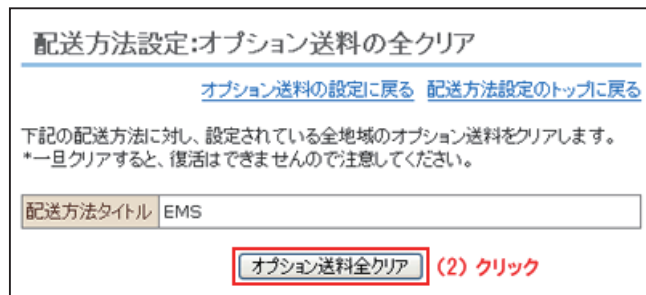 配送方法設定:オプション送料の全クリア
オプション送料の設定に戻る 配送方法設定のトップに戻る
下記の配送方法に対し、設定されている全地域のオプション送料をクリアします。
*一旦クリアすると、復活はできませんので注意してください。
配送方法タイトル EMS
オプション送料全クリア (2) クリック